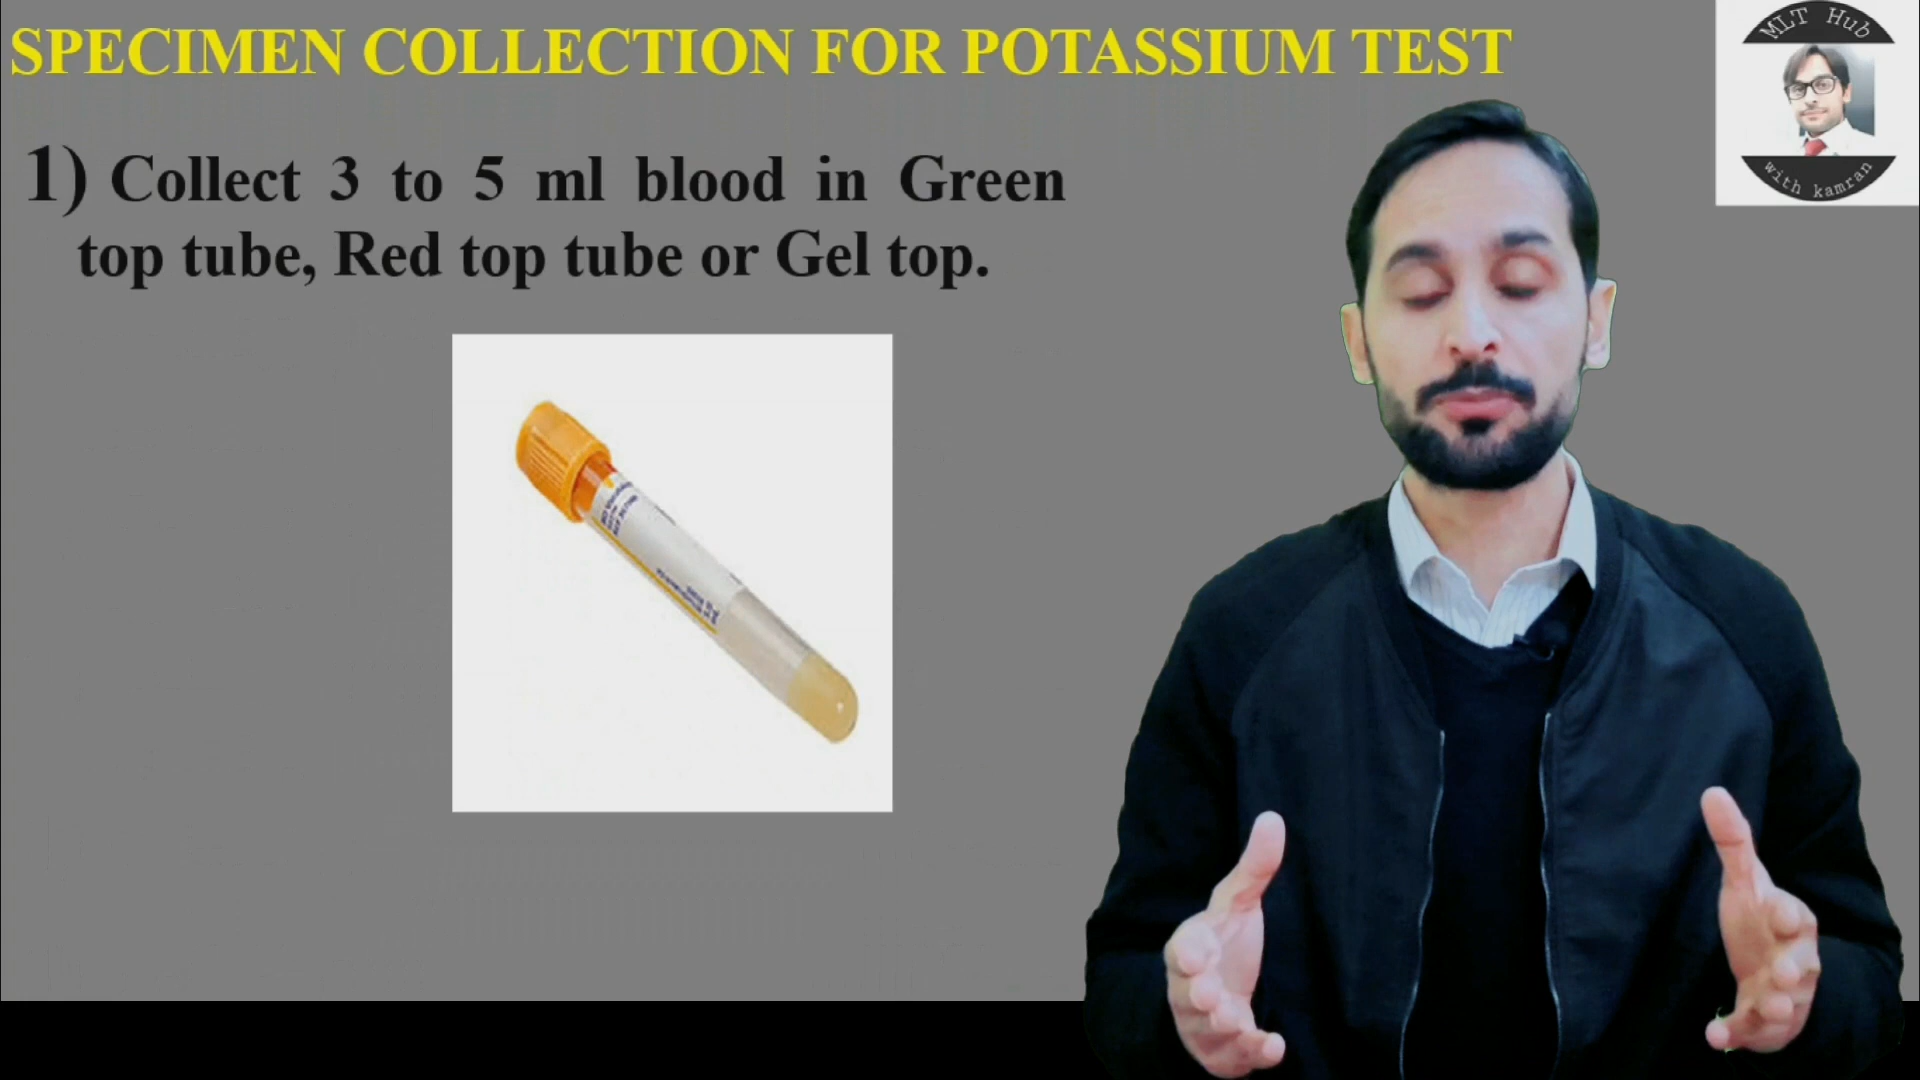 SPECIMEN COLLECTION FOR POTASSIUM TEST
MLT Hub
with kamran
1) Collect 3 to 5 ml blood in Green
top tube, Red top tube or Gel top.